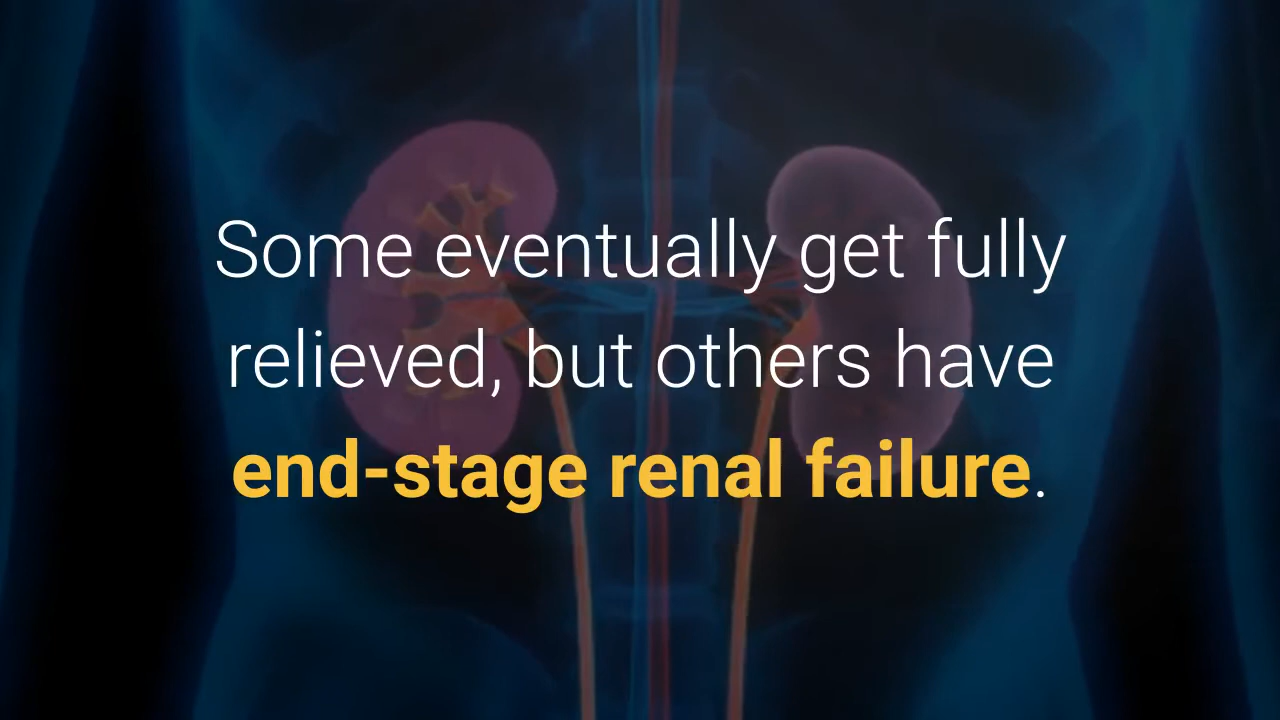 Some eventually get fully
relieved, but others have
end-stage renal failure.